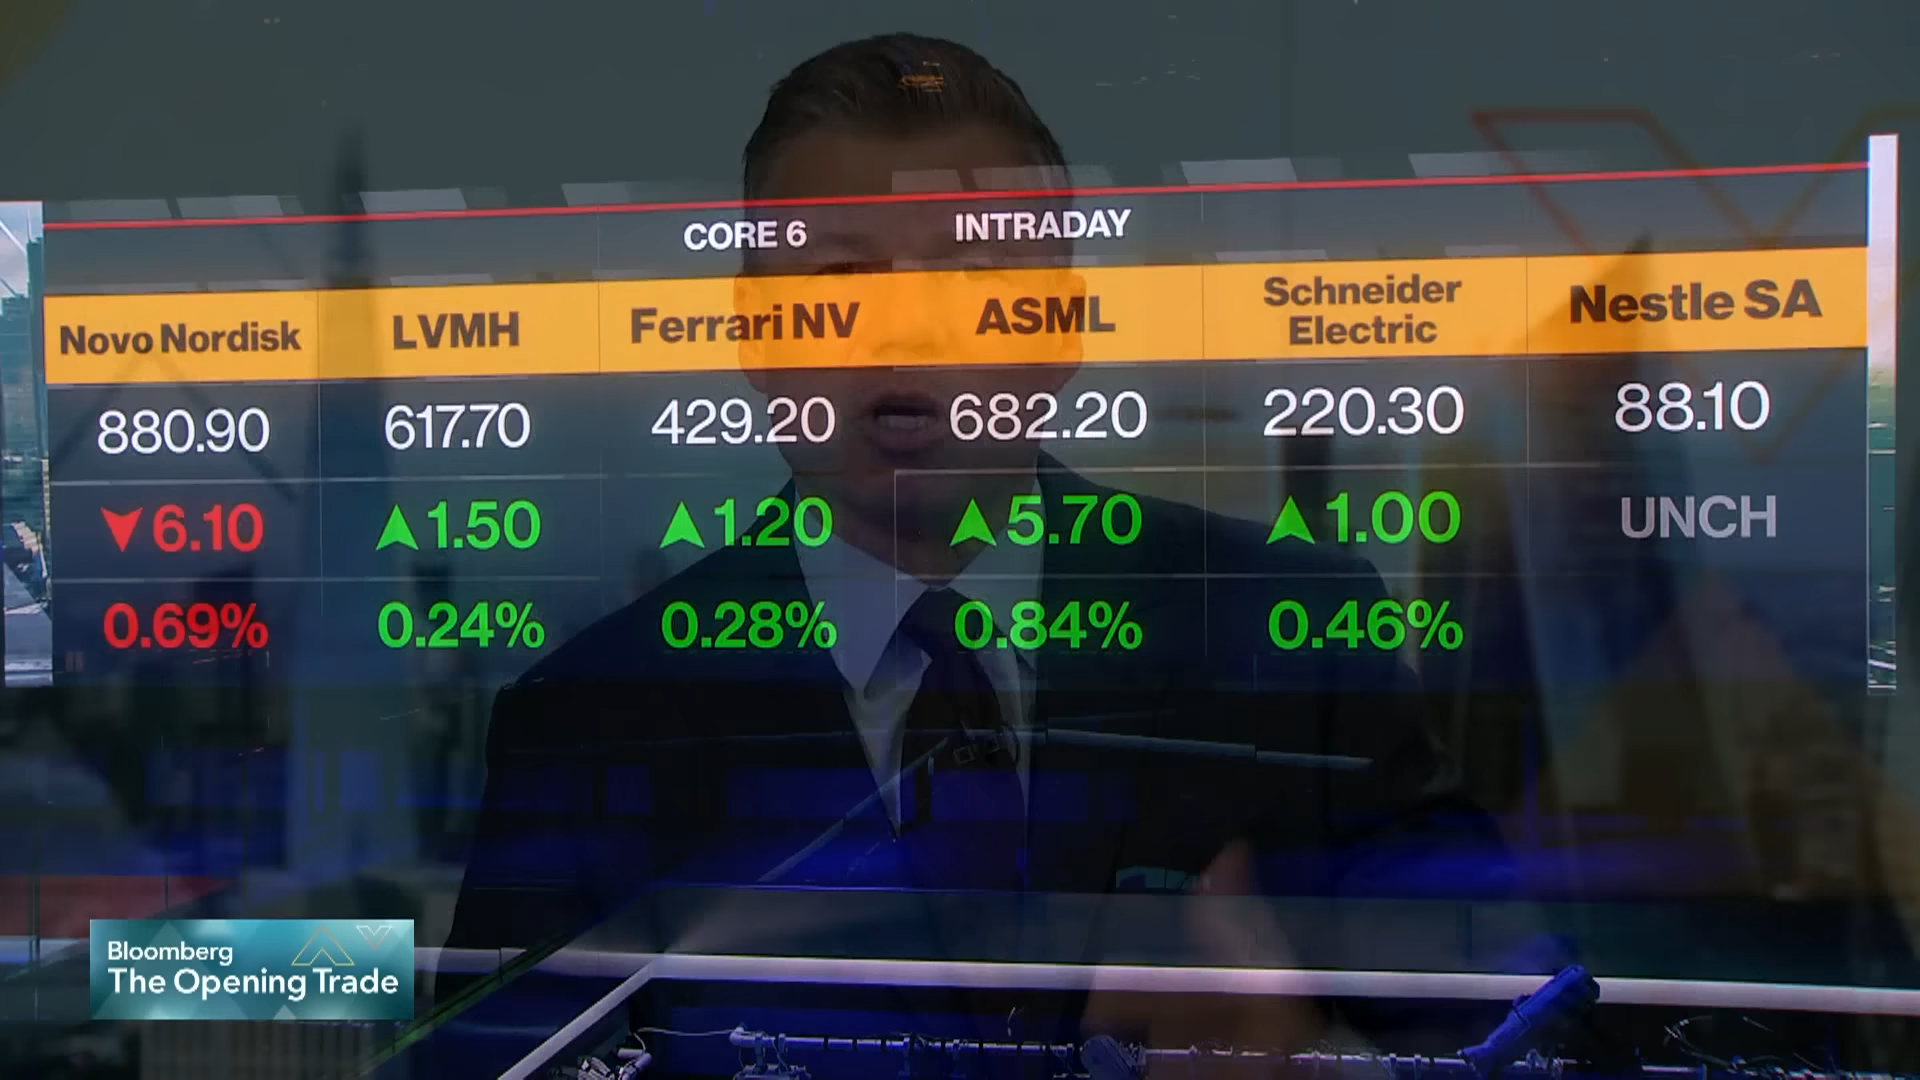 CORE 6 INTRADAY
Novo Nordisk LVMH Ferrari NV ASML Schneider Electric Nestle SA
880.90 617.70 429.20 682.20 220.30 88.10
▼6.10 ▲1.50 ▲1.20 ▲5.70 ▲1.00 UNCH
0.69% 0.24% 0.28% 0.84% 0.46%
Bloomberg
The Opening Trade